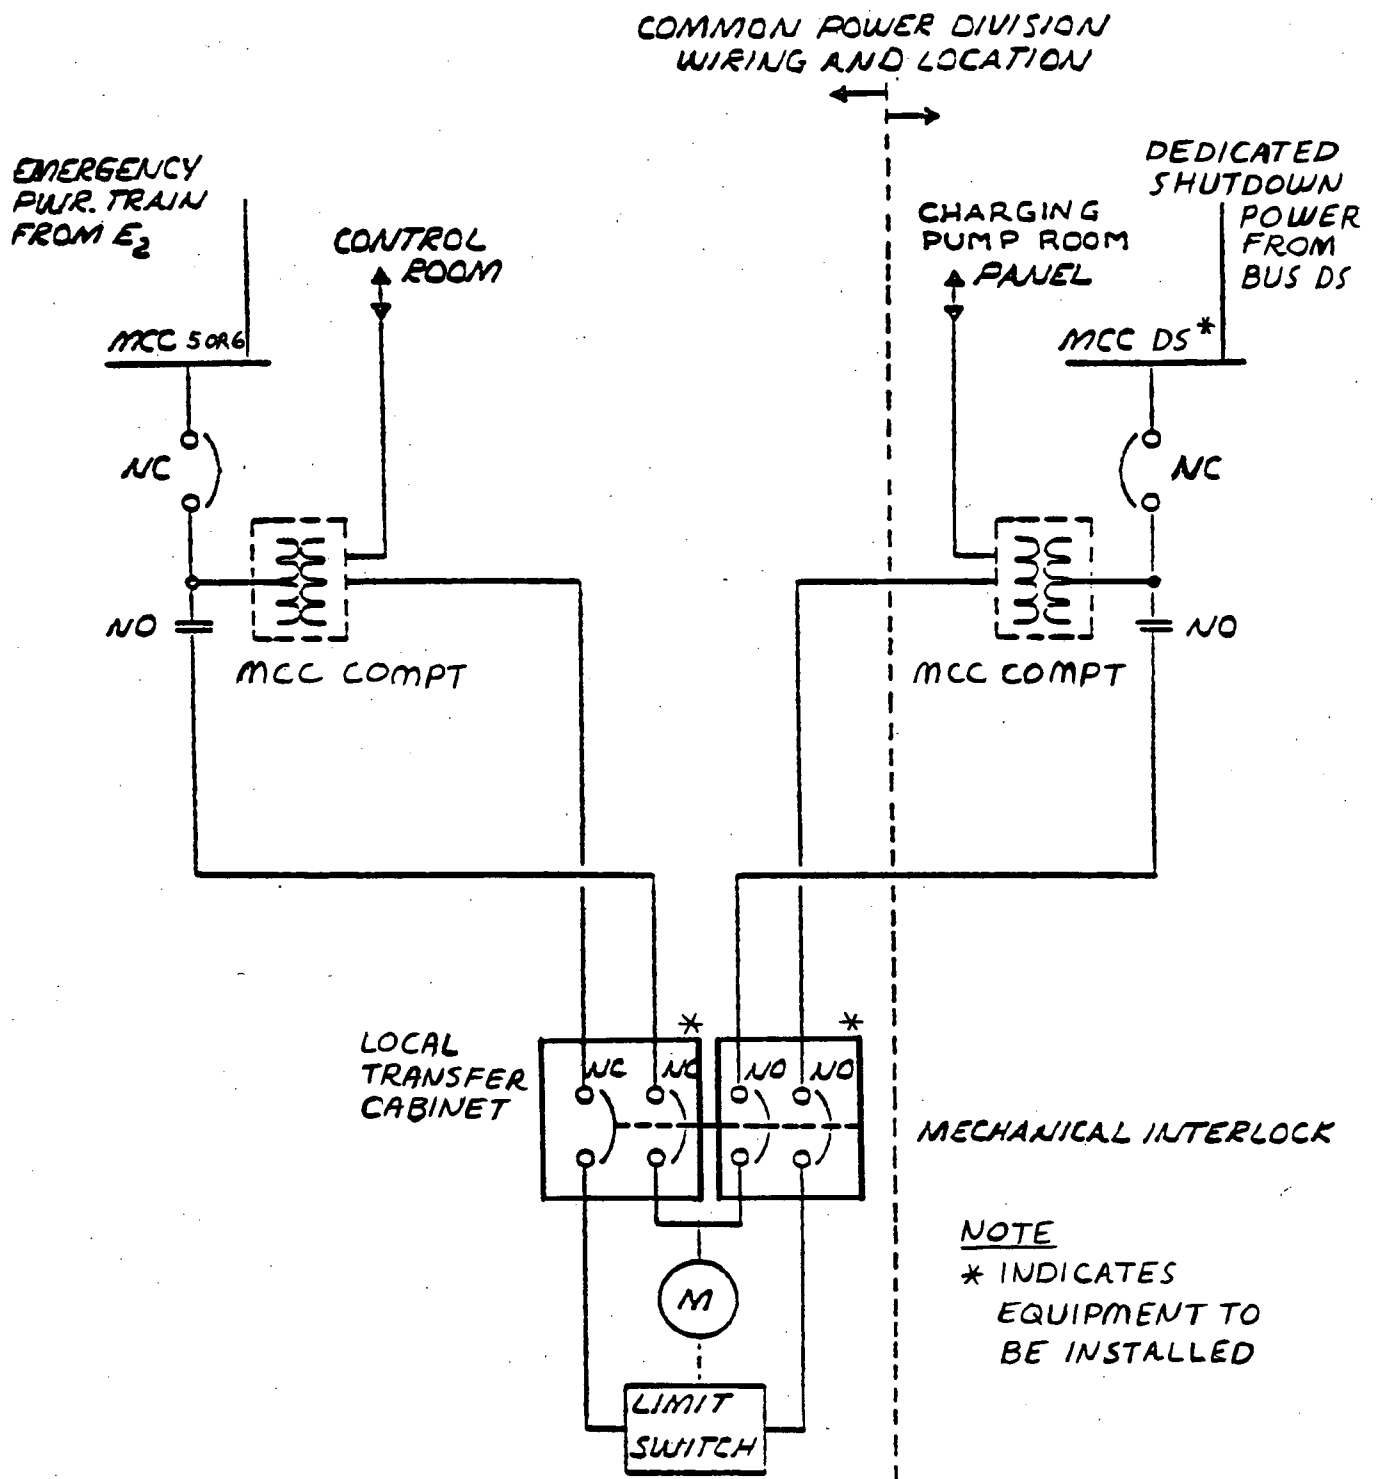 COMMON POWER DIVISION
WIRING AND LOCATION
EMERGENCY
PWR. TRAIN
FROM E2
CONTROL
ROOM
CHARGING
PUMP ROOM
PANEL
DEDICATED
SHUTDOWN
POWER
FROM
BUS DS
MCC 5 OR 6
MCC DS *
NC
NC
NO
NO
MCC COMPT
MCC COMPT
LOCAL
TRANSFER
CABINET
*
*
NC
NC
NO
NO
MECHANICAL INTERLOCK
M
LIMIT
SWITCH
NOTE
* INDICATES
EQUIPMENT TO
BE INSTALLED